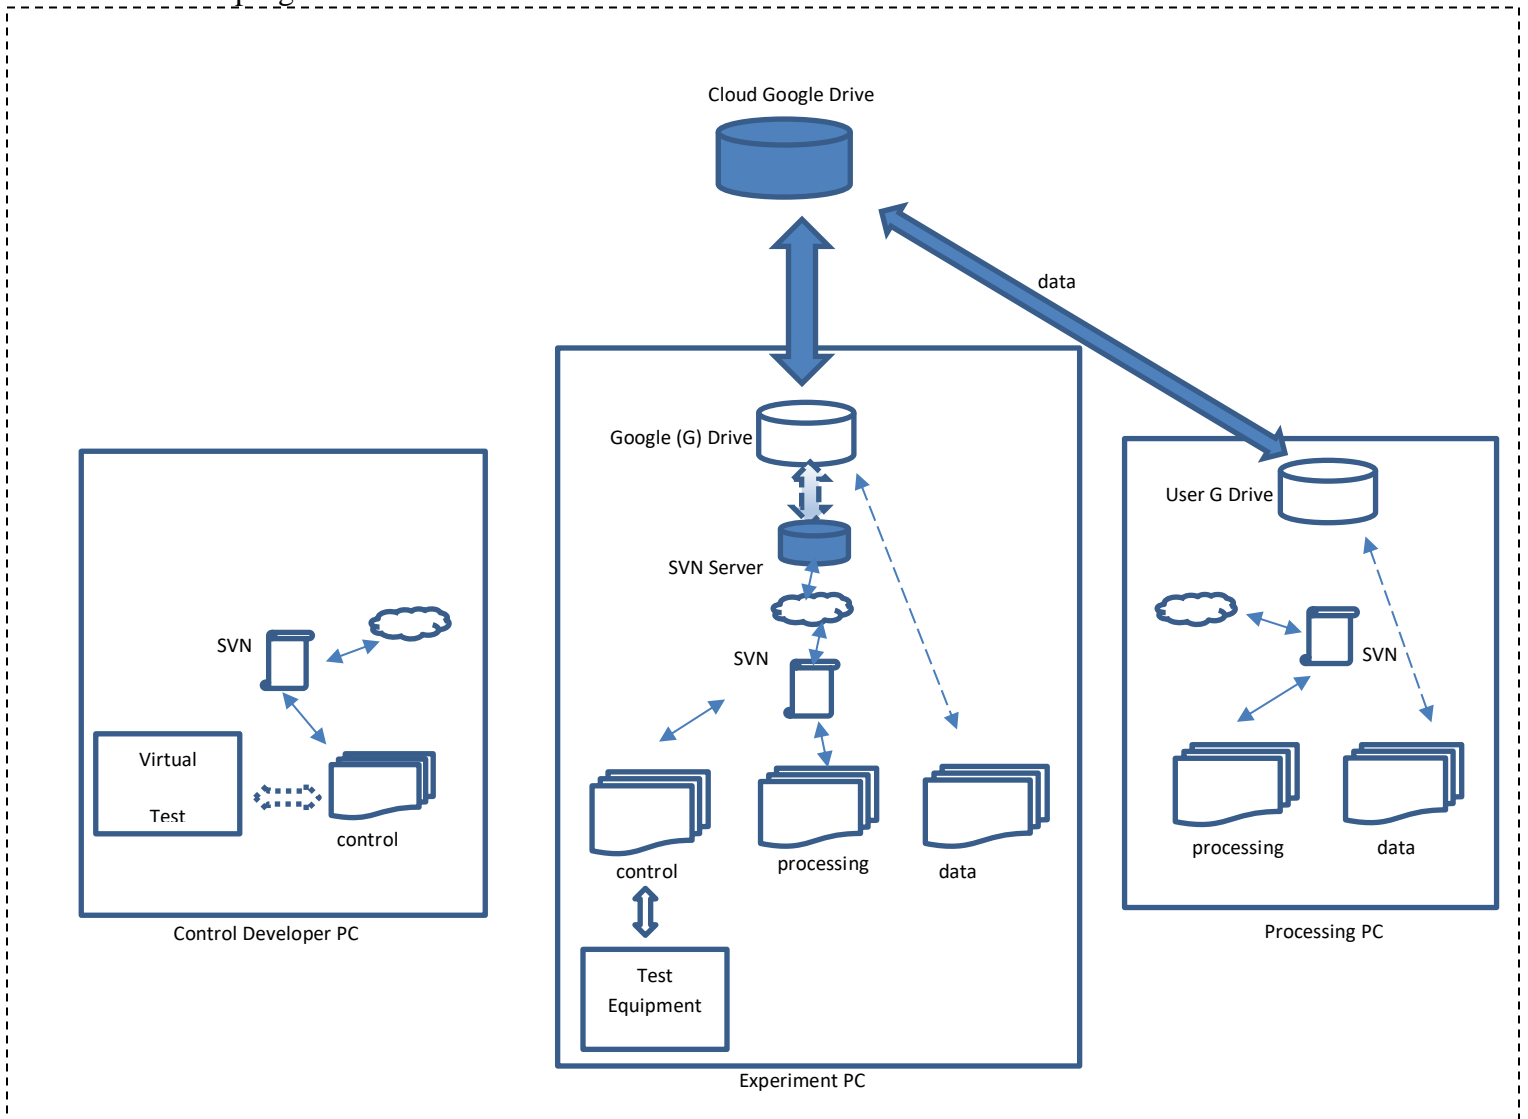 Cloud Google Drive
data
Google (G) Drive
User G Drive
SVN Server
SVN
SVN
SVN
Virtual
Test
control
control
processing
data
processing
data
Control Developer PC
Processing PC
Test
Equipment
Experiment PC